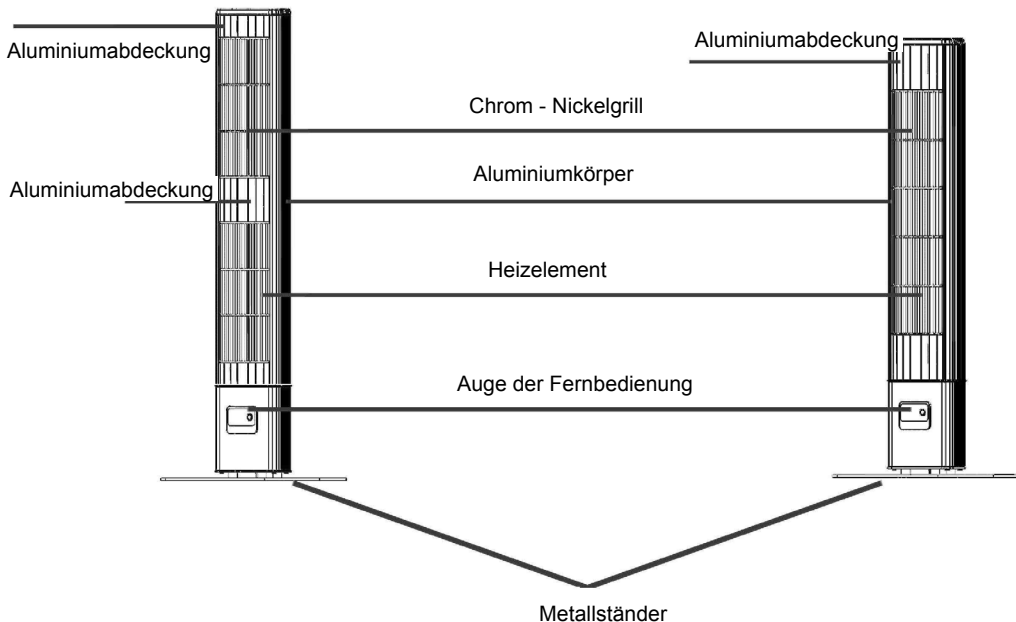 Aluminiumabdeckung
Aluminiumabdeckung
Chrom - Nickelgrill
Aluminiumkörper
Aluminiumabdeckung
Heizelement
Auge der Fernbedienung
Metallständer